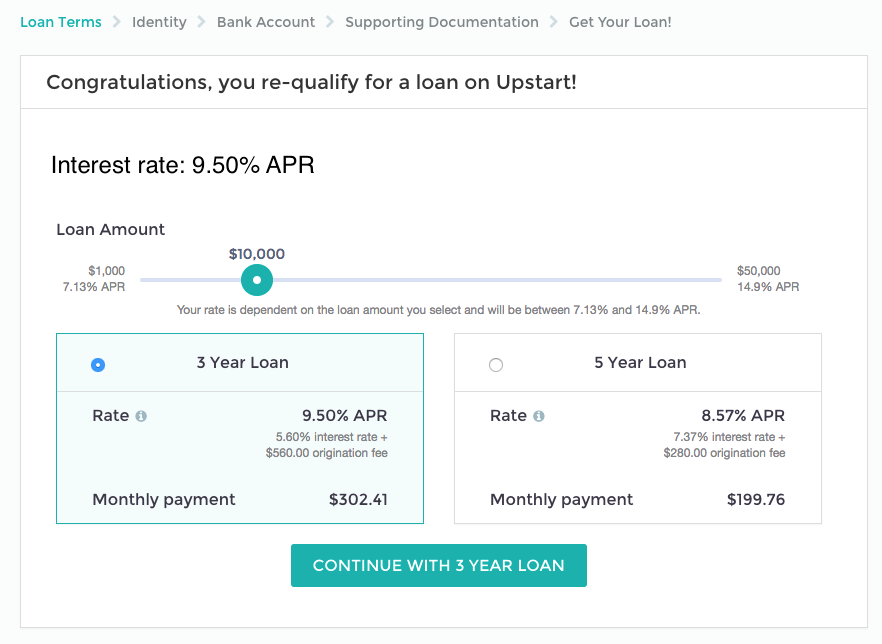 Loan Terms Identity Bank Account Supporting Documentation Get Your Loan!
Congratulations, you re-qualify for a loan on Upstart!
Interest rate: 9.50% APR
Loan Amount
$10,000
$1,000
7.13% APR
$50,000
14.9% APR
Your rate is dependent on the loan amount you select and will be between 7.13% and 14.9% APR.
3 Year Loan
Rate 9.50% APR
5.60% interest rate +
$560.00 origination fee
Monthly payment $302.41
5 Year Loan
Rate 8.57% APR
7.37% interest rate +
$280.00 origination fee
Monthly payment $199.76
CONTINUE WITH 3 YEAR LOAN